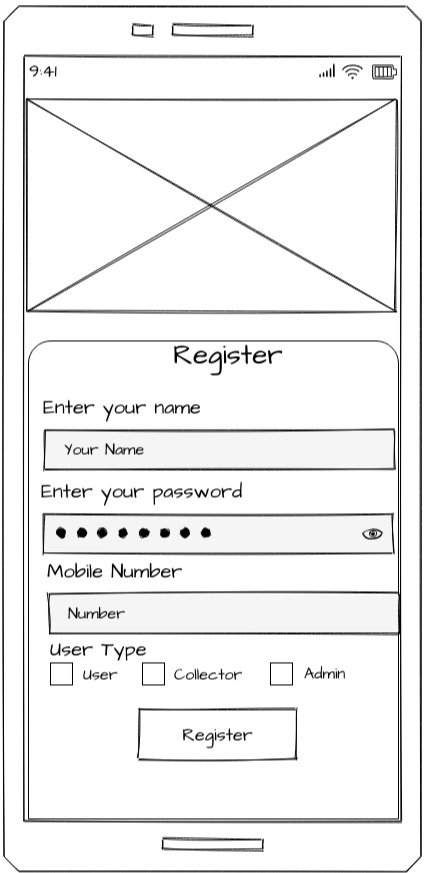 9:41
Register
Enter your name
Your Name
Enter your password
Mobile Number
Number
User Type
User Collector Admin
Register